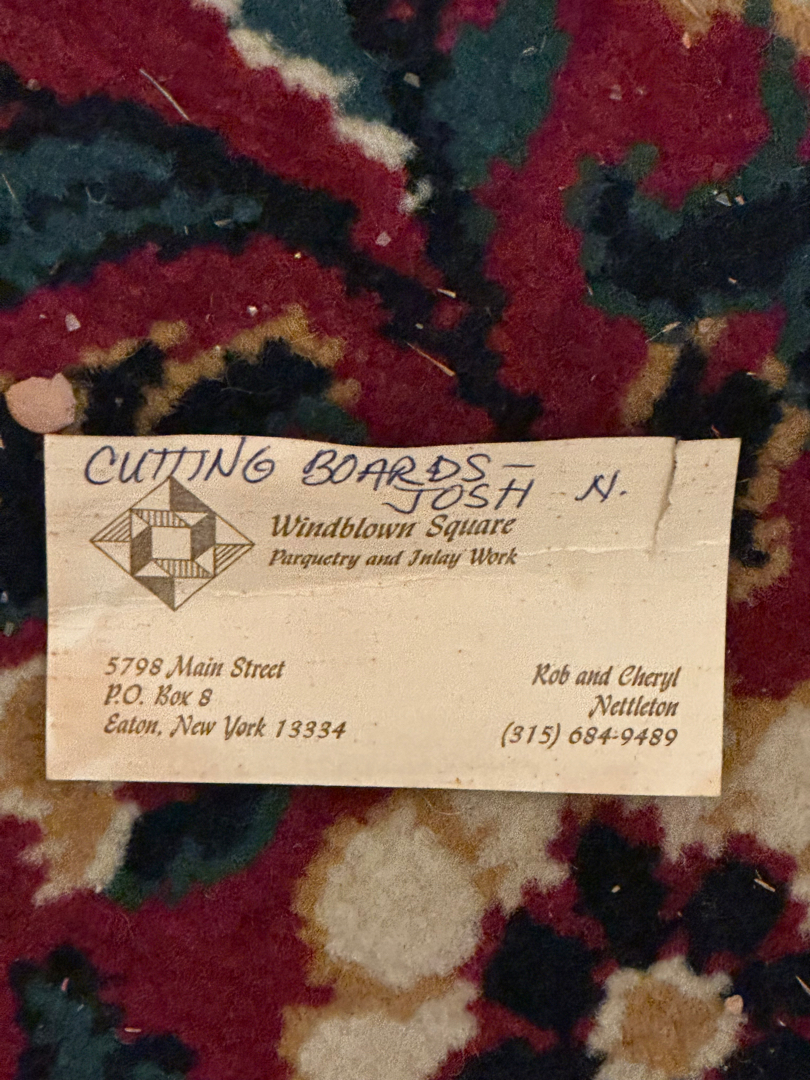 CUTTING BOARDS -
JOSH N.
Windblown Square
Parquetry and Inlay Work
5798 Main Street
P.O. Box 8
Eaton, New York 13334
Rob and Cheryl
Nettleton
(315) 684-9489